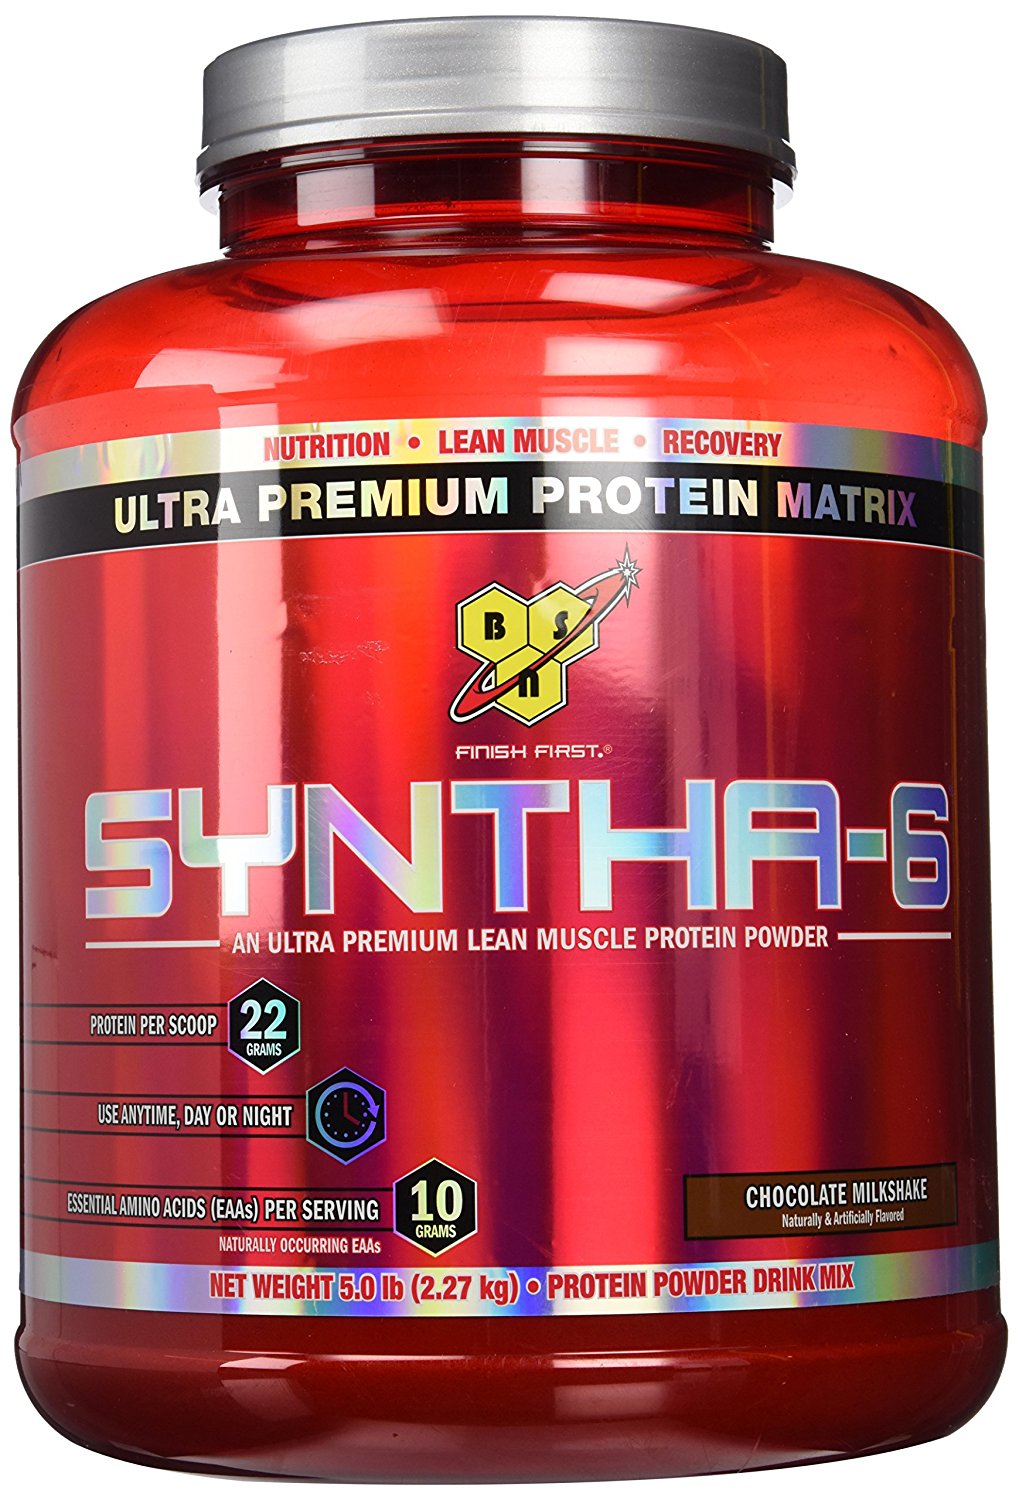 NUTRITION • LEAN MUSCLE • RECOVERY
ULTRA PREMIUM PROTEIN MATRIX
B S
n
FINISH FIRST.®
SYNTHA-6
AN ULTRA PREMIUM LEAN MUSCLE PROTEIN POWDER
PROTEIN PER SCOOP
22
GRAMS
USE ANYTIME, DAY OR NIGHT
ESSENTIAL AMINO ACIDS (EAAs) PER SERVING
10
GRAMS
NATURALLY OCCURRING EAAs
CHOCOLATE MILKSHAKE
Naturally & Artificially Flavored
NET WEIGHT 5.0 lb (2.27 kg) • PROTEIN POWDER DRINK MIX